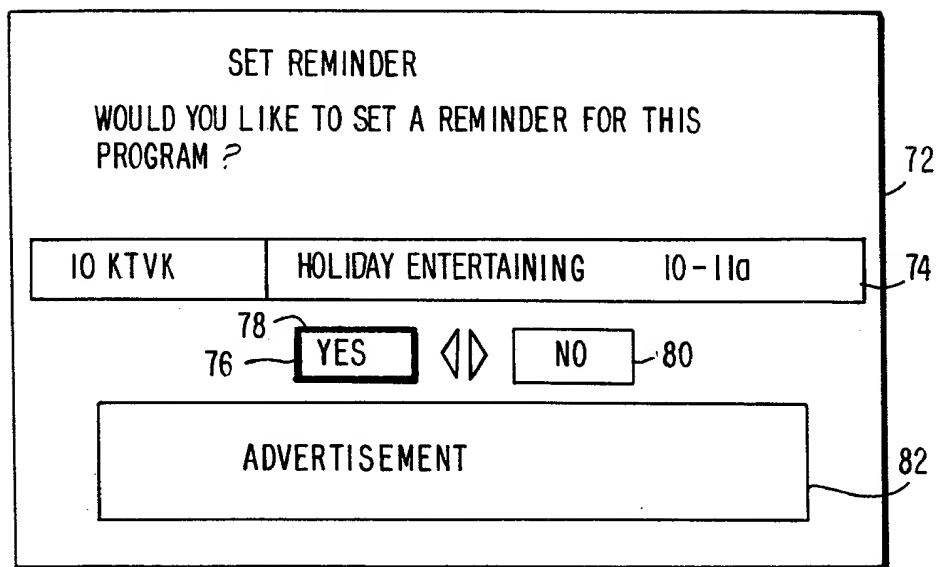 SET REMINDER
WOULD YOU LIKE TO SET A REMINDER FOR THIS
PROGRAM ?
72
10 KTVK HOLIDAY ENTERTAINING 10-11a
74
78
76 YES NO 80
ADVERTISEMENT
82